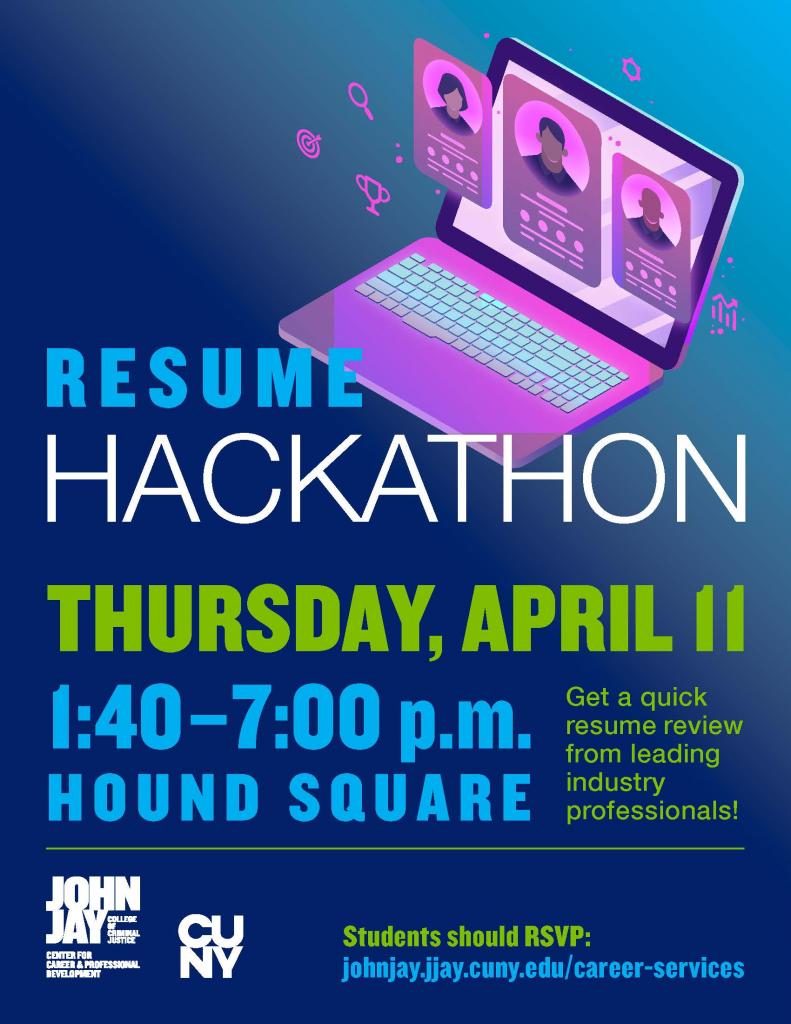 RESUME
HACKATHON
THURSDAY, APRIL 11
1:40–7:00 p.m.
HOUND SQUARE
Get a quick
resume review
from leading
industry
professionals!
JOHN
JAY
COLLEGE
OF
CRIMINAL
JUSTICE
CENTER FOR
CAREER & PROFESSIONAL
DEVELOPMENT
CU
NY
Students should RSVP:
johnjay.jjay.cuny.edu/career-services